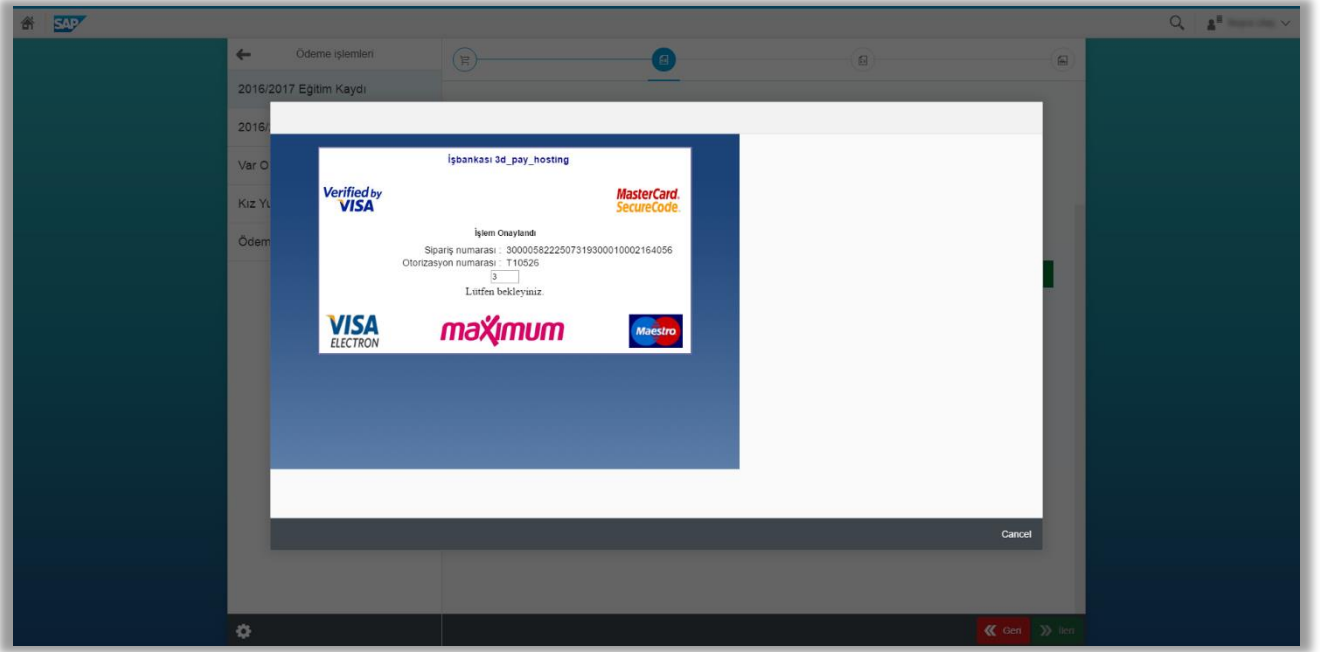 SAP
Ödeme işlemleri
2016/2017 Eğitim Kaydı
2016/
Var O
Kız Yu
Ödem
İşbankası 3d_pay_hosting
Verified by
VISA
MasterCard.
SecureCode.
İşlem Onaylandı
Sipariş numarası : 3000058222507319300010002164056
Otorizasyon numarası : T10526
3
Lütfen bekleyiniz.
VISA
ELECTRON
maximum
Maestro
Cancel
Geri
İleri